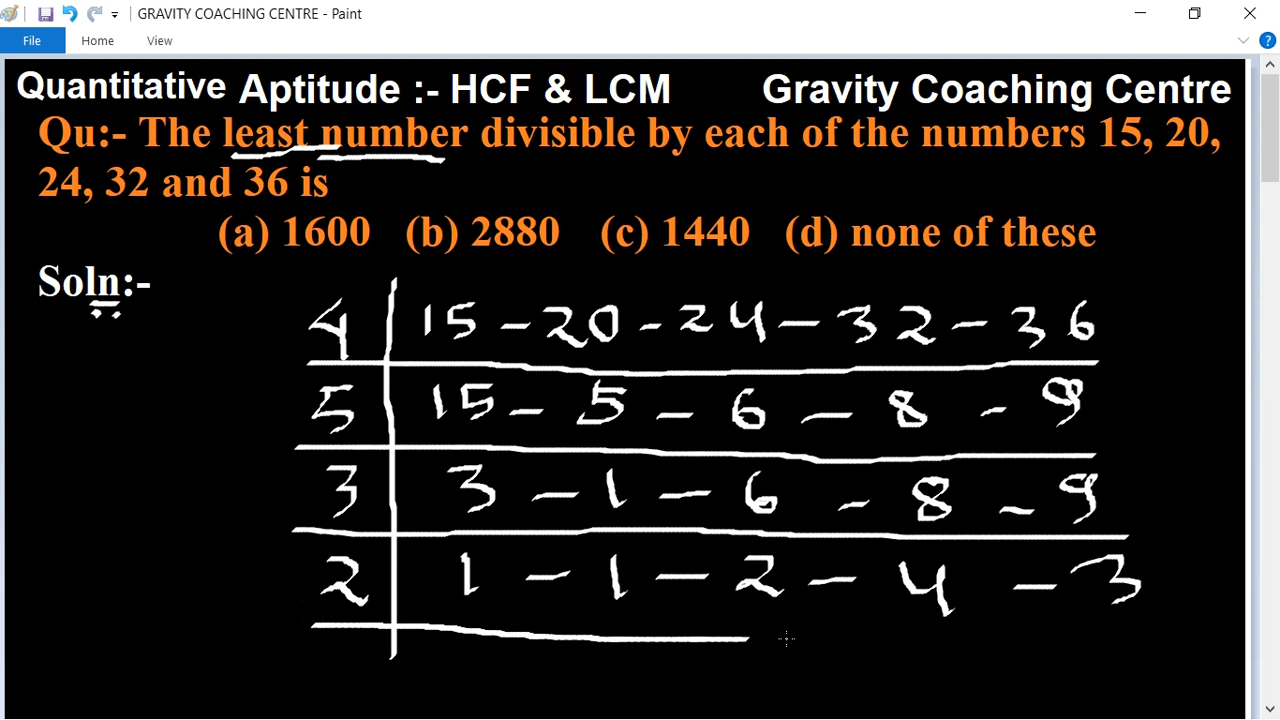 GRAVITY COACHING CENTRE - Paint
File Home View
Quantitative Aptitude :- HCF & LCM Gravity Coaching Centre
Qu:- The least number divisible by each of the numbers 15, 20,
24, 32 and 36 is
(a) 1600 (b) 2880 (c) 1440 (d) none of these
Soln:-
4 | 15 - 20 - 24 - 32 - 36
5 | 15 - 5 - 6 - 8 - 9
3 | 3 - 1 - 6 - 8 - 9
2 | 1 - 1 - 2 - 4 - 3